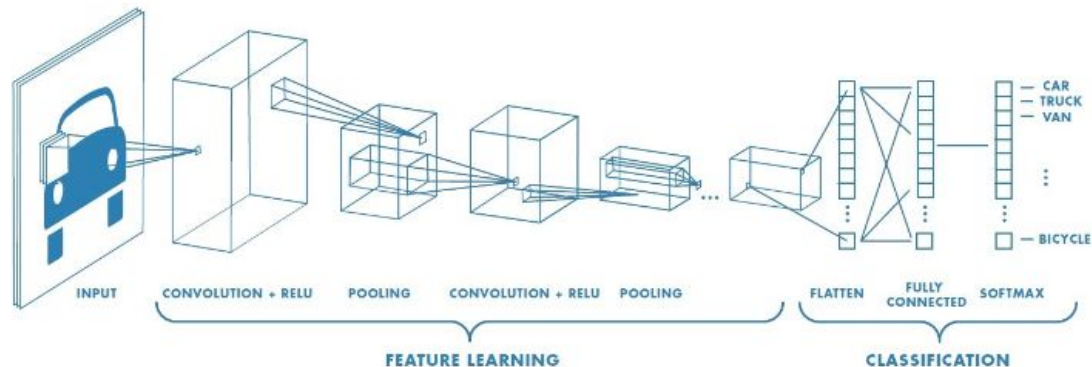 CAR
TRUCK
VAN
BICYCLE
INPUT
CONVOLUTION + RELU
POOLING
CONVOLUTION + RELU
POOLING
FLATTEN
FULLY
CONNECTED
SOFTMAX
FEATURE LEARNING
CLASSIFICATION